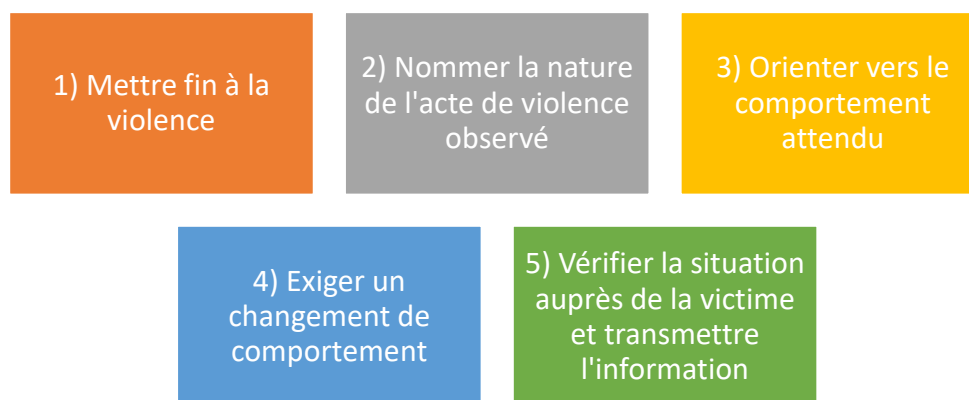 1) Mettre fin à la
violence
2) Nommer la nature
de l'acte de violence
observé
3) Orienter vers le
comportement
attendu
4) Exiger un
changement de
comportement
5) Vérifier la situation
auprès de la victime
et transmettre
l'information